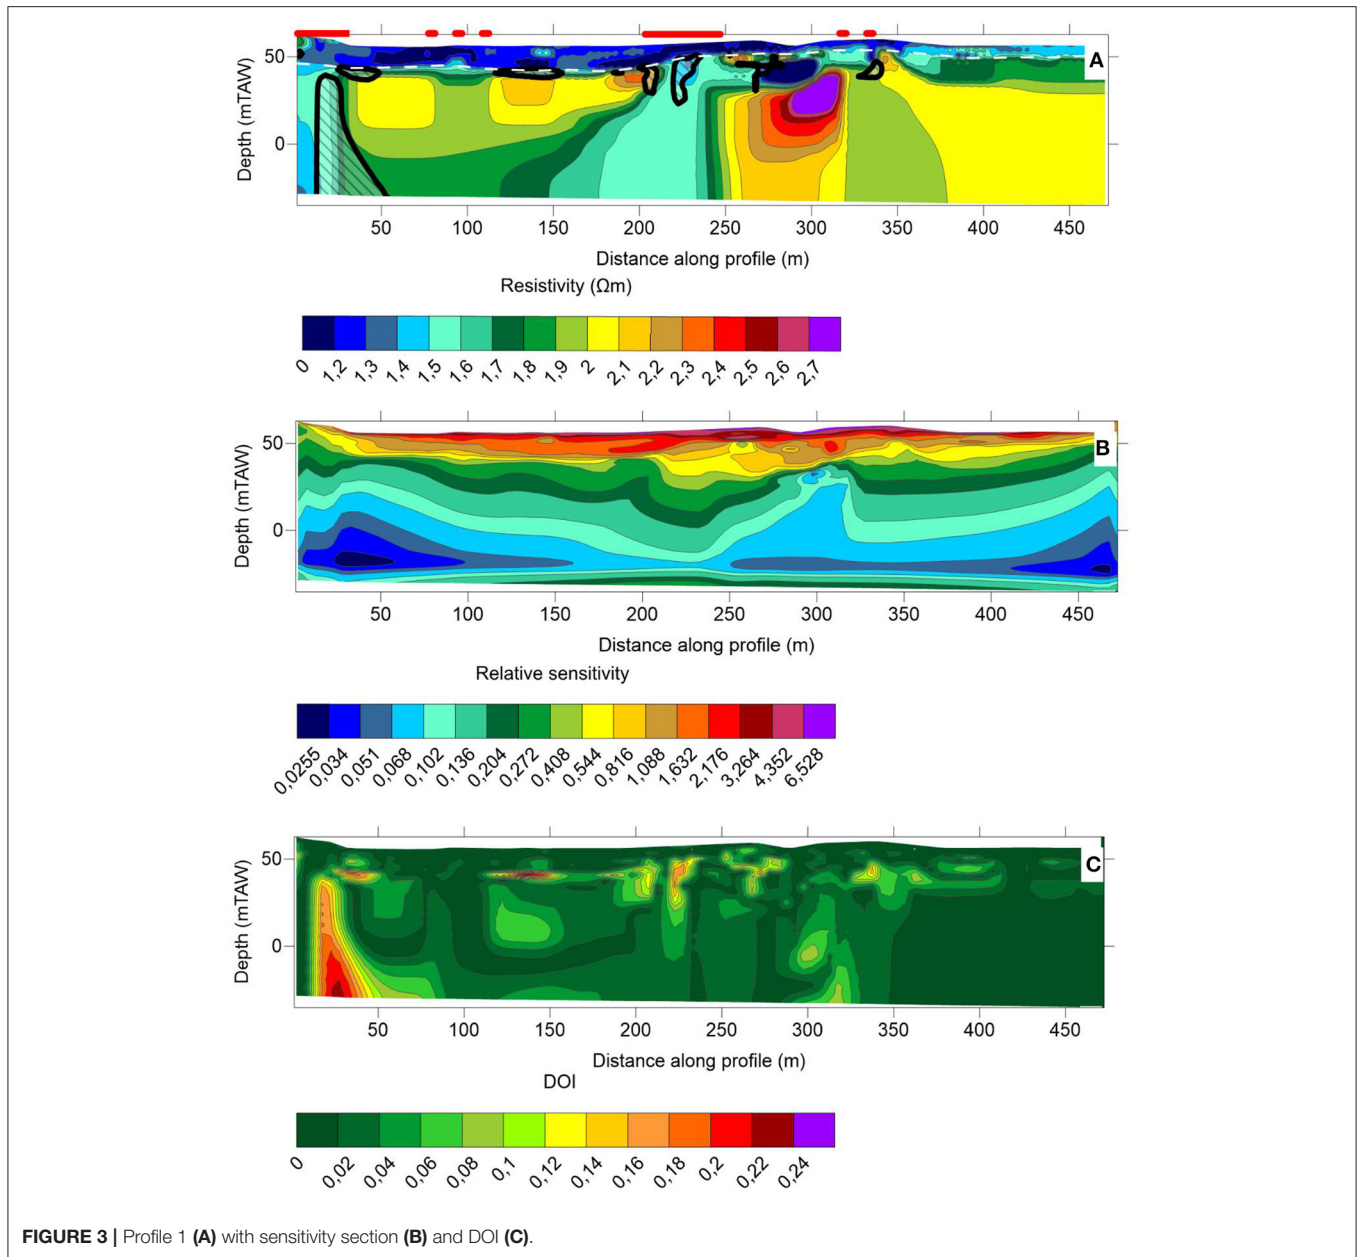 A
50
0
Depth (mTAW)
50 100 150 200 250 300 350 400 450
Distance along profile (m)
Resistivity (Ωm)
0 1,2 1,3 1,4 1,5 1,6 1,7 1,8 1,9 2 2,1 2,2 2,3 2,4 2,5 2,6 2,7
B
50
0
Depth (mTAW)
50 100 150 200 250 300 350 400 450
Distance along profile (m)
Relative sensitivity
0,0255 0,034 0,051 0,068 0,102 0,136 0,204 0,272 0,408 0,544 0,816 1,088 1,632 2,176 3,264 4,352 6,528
C
50
0
Depth (mTAW)
50 100 150 200 250 300 350 400 450
Distance along profile (m)
DOI
0 0,02 0,04 0,06 0,08 0,1 0,12 0,14 0,16 0,18 0,2 0,22 0,24
FIGURE 3 | Profile 1 (A) with sensitivity section (B) and DOI (C).